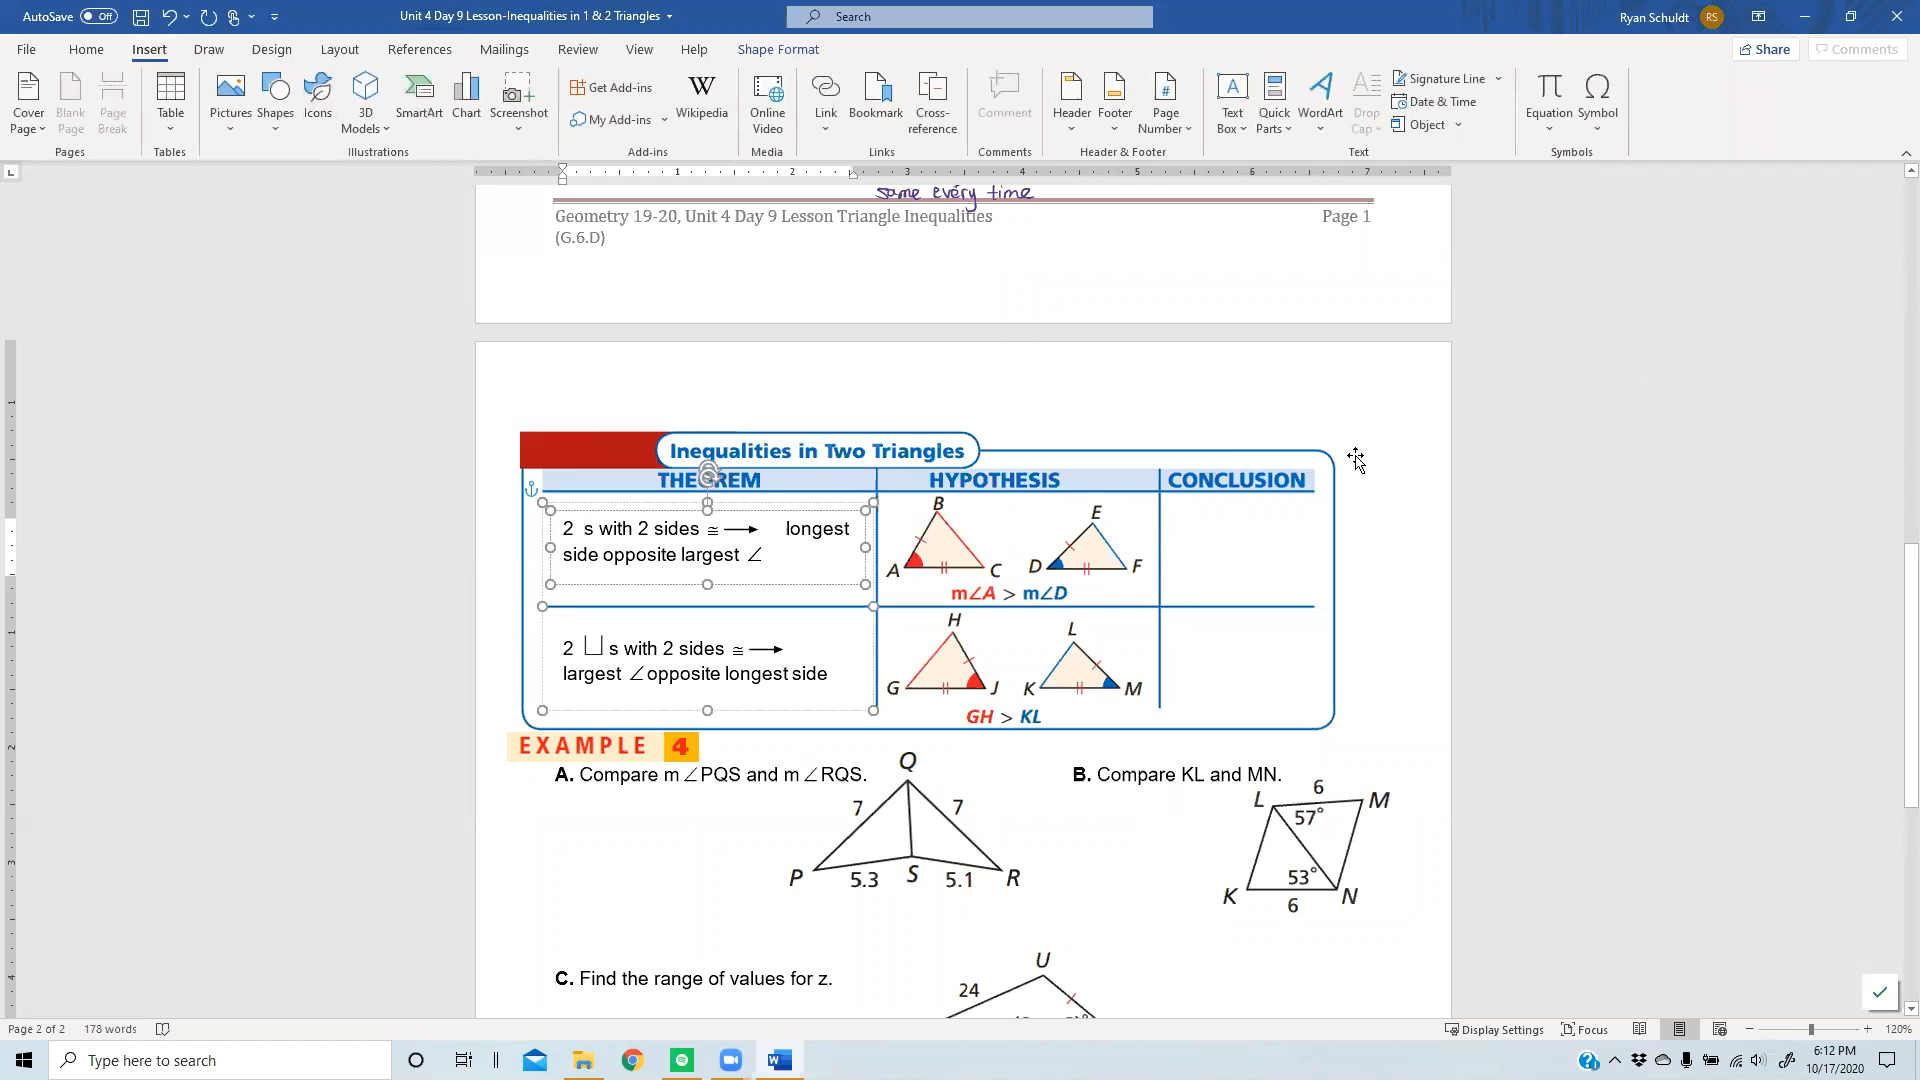 AutoSave Off
Unit 4 Day 9 Lesson-Inequalities in 1 & 2 Triangles
Search
Ryan Schuldt RS
File Home Insert Draw Design Layout References Mailings Review View Help Shape Format Share Comments
Cover Page
Blank Page
Page Break
Pages
Table
Tables
Pictures
Shapes
Icons
3D Models
SmartArt
Chart
Screenshot
Illustrations
Get Add-ins
My Add-ins
Wikipedia
Add-ins
Online Video
Media
Link
Bookmark
Cross-reference
Links
Comment
Comments
Header
Footer
Page Number
Header & Footer
Text Box
Quick Parts
WordArt
Drop Cap
Signature Line
Date & Time
Object
Text
Equation
Symbol
Symbols
1 2 3 4 5 6 7
same every time
Geometry 19-20, Unit 4 Day 9 Lesson Triangle Inequalities Page 1
(G.6.D)
Inequalities in Two Triangles
THEOREM HYPOTHESIS CONCLUSION
2 s with 2 sides ≅ → longest
side opposite largest ∠
B E
A C D F
m∠A > m∠D
2 s with 2 sides ≅ →
largest ∠ opposite longest side
H L
G J K M
GH > KL
EXAMPLE 4
A. Compare m∠PQS and m∠RQS.
Q
7 7
P 5.3 S 5.1 R
B. Compare KL and MN.
6
L M
57°
53°
K N
6
C. Find the range of values for z.
U
24
Page 2 of 2 178 words
Display Settings Focus 120%
Type here to search
6:12 PM
10/17/2020